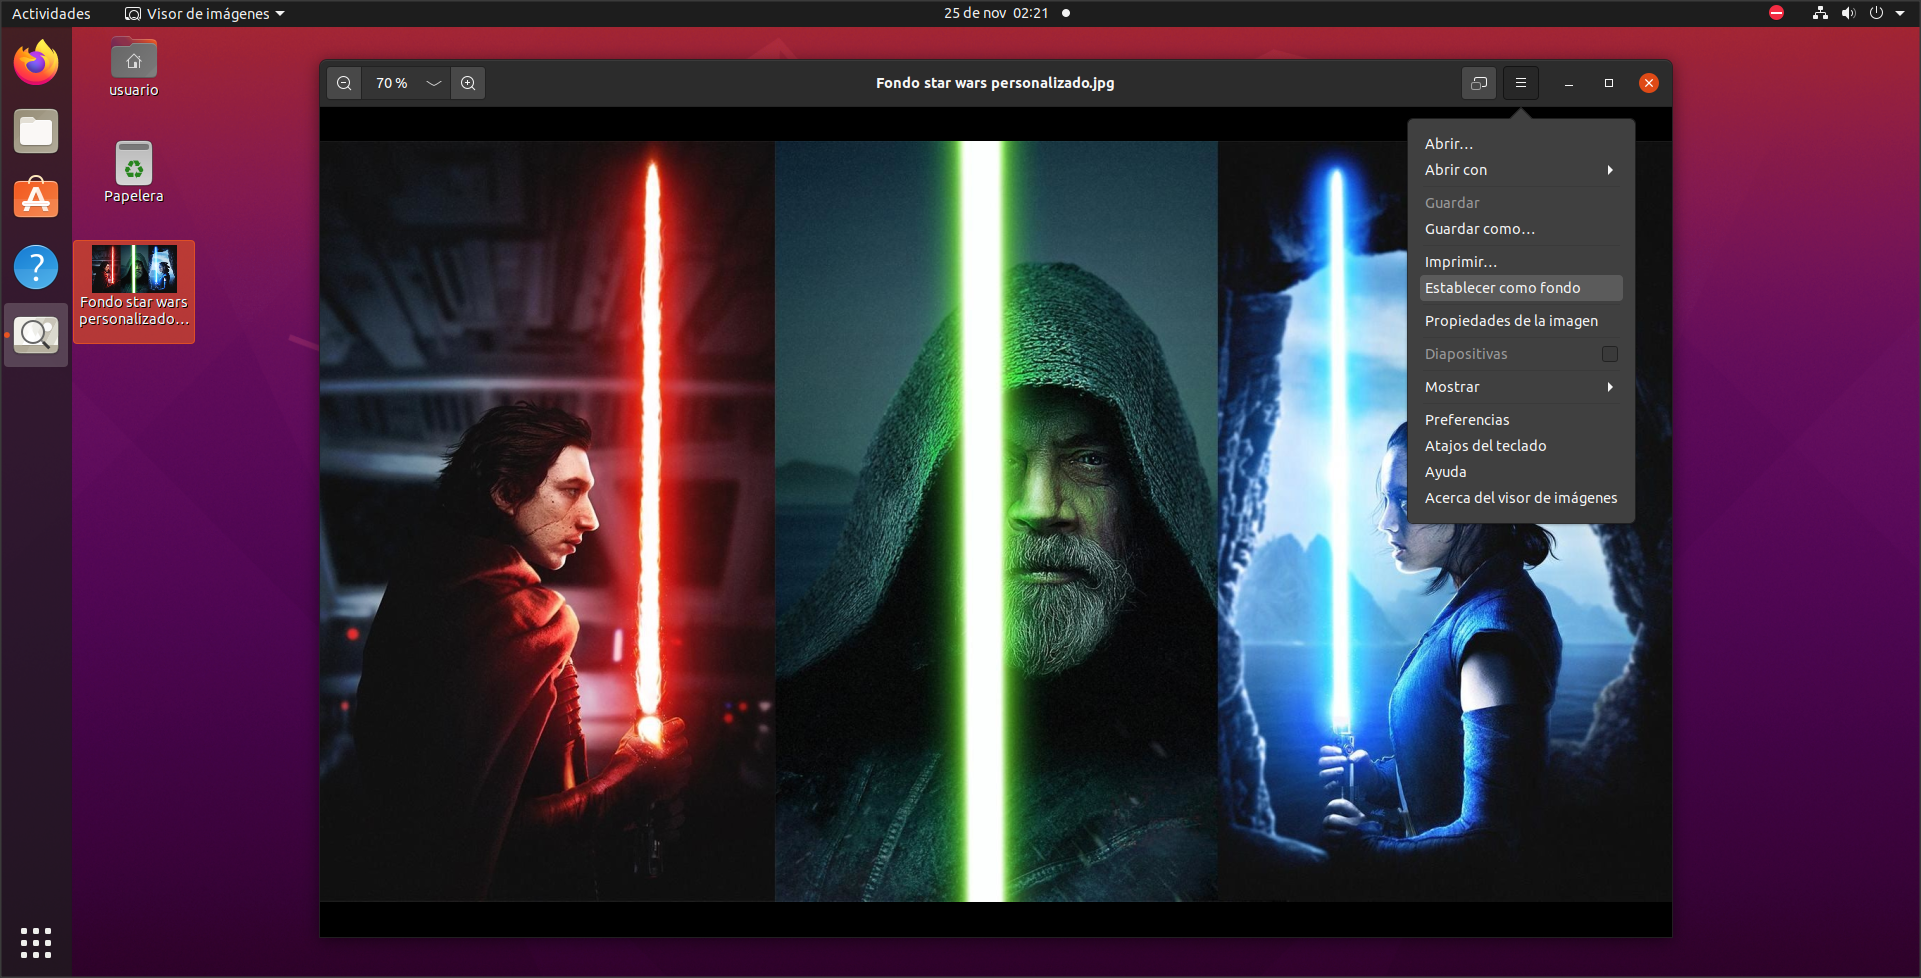 Actividades
Visor de imágenes
25 de nov 02:21
usuario
Papelera
Fondo star wars
personalizado...
70 %
Fondo star wars personalizado.jpg
Abrir...
Abrir con
Guardar
Guardar como...
Imprimir...
Establecer como fondo
Propiedades de la imagen
Diapositivas
Mostrar
Preferencias
Atajos del teclado
Ayuda
Acerca del visor de imágenes